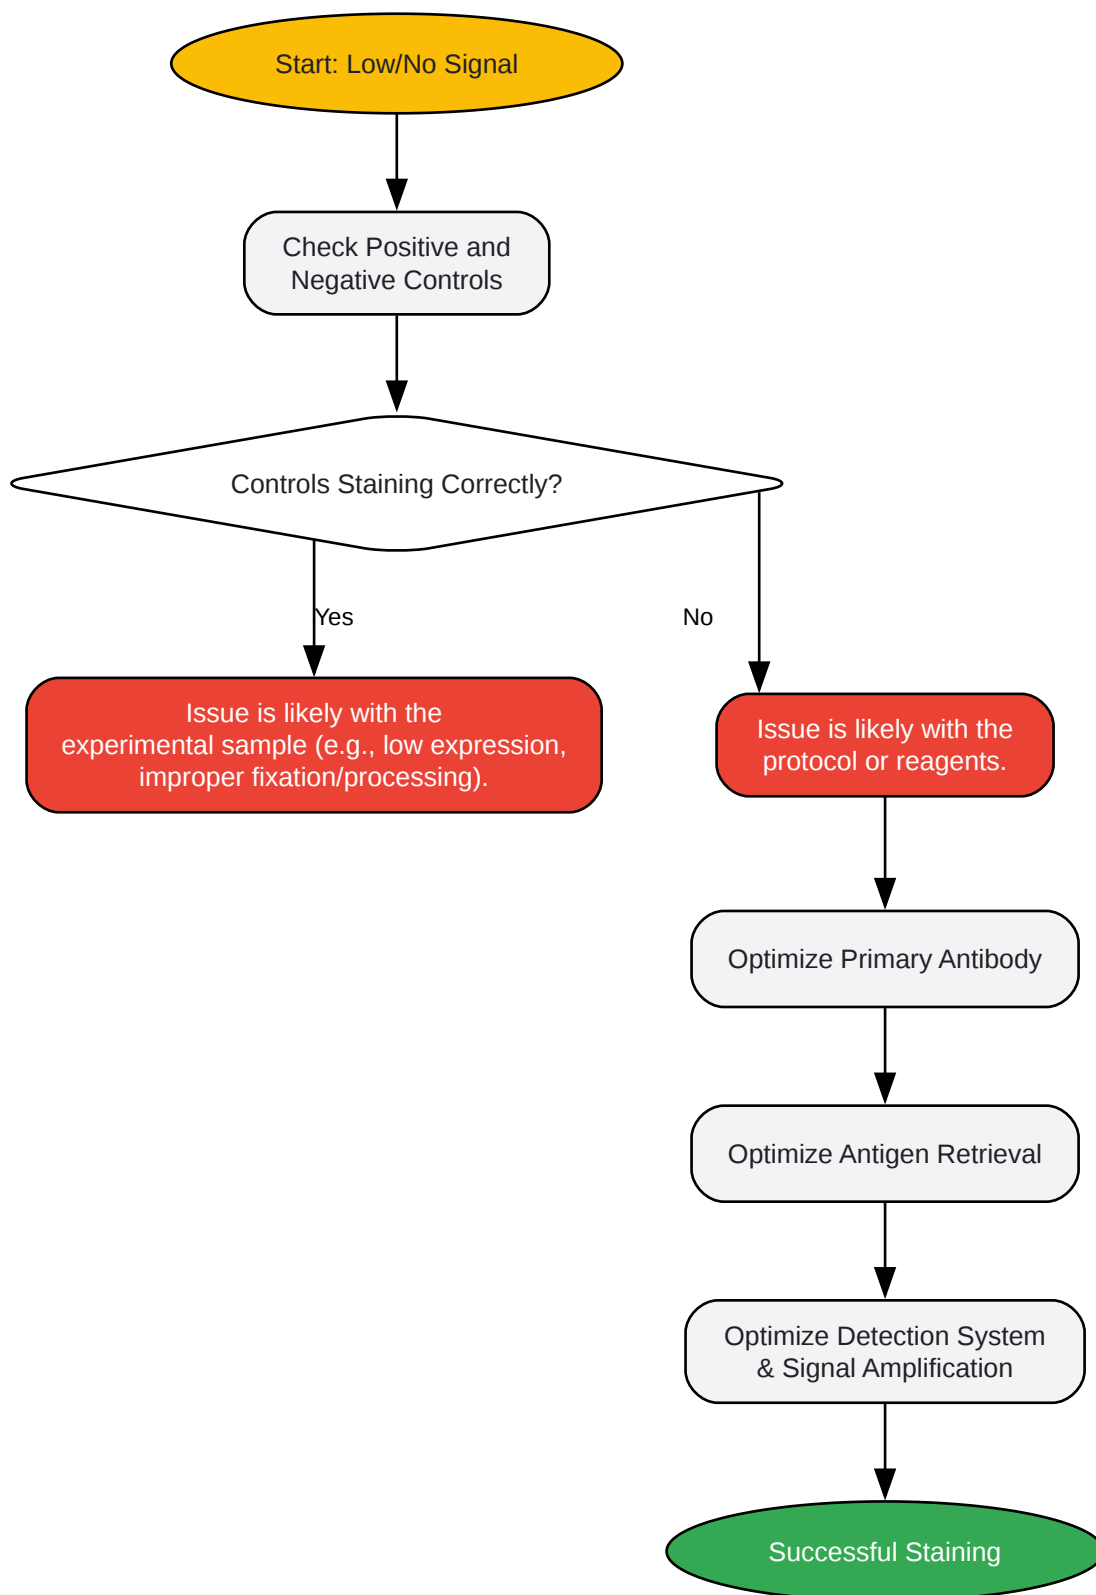 Start: Low/No Signal
Check Positive and
Negative Controls
Controls Staining Correctly?
Yes
No
Issue is likely with the
experimental sample (e.g., low expression,
improper fixation/processing).
Issue is likely with the
protocol or reagents.
Optimize Primary Antibody
Optimize Antigen Retrieval
Optimize Detection System
& Signal Amplification
Successful Staining